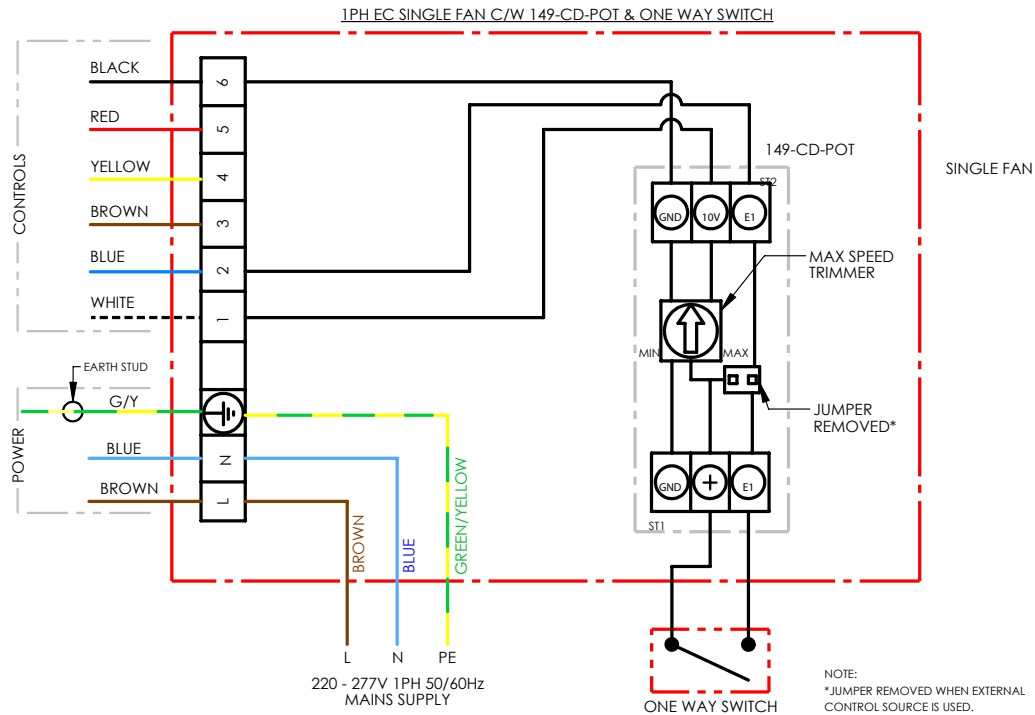 1PH EC SINGLE FAN C/W 149-CD-POT & ONE WAY SWITCH
CONTROLS
BLACK
RED
YELLOW
BROWN
BLUE
WHITE
6
5
4
3
2
1
EARTH STUD
G/Y
POWER
BLUE
BROWN
N
L
BROWN
BLUE
GREEN/YELLOW
L N PE
220 - 277V 1PH 50/60Hz
MAINS SUPPLY
149-CD-POT
SINGLE FAN
ST2
GND 10V E1
MAX SPEED
TRIMMER
MIN MAX
JUMPER
REMOVED*
GND + E1
ST1
ONE WAY SWITCH
NOTE:
*JUMPER REMOVED WHEN EXTERNAL
CONTROL SOURCE IS USED.